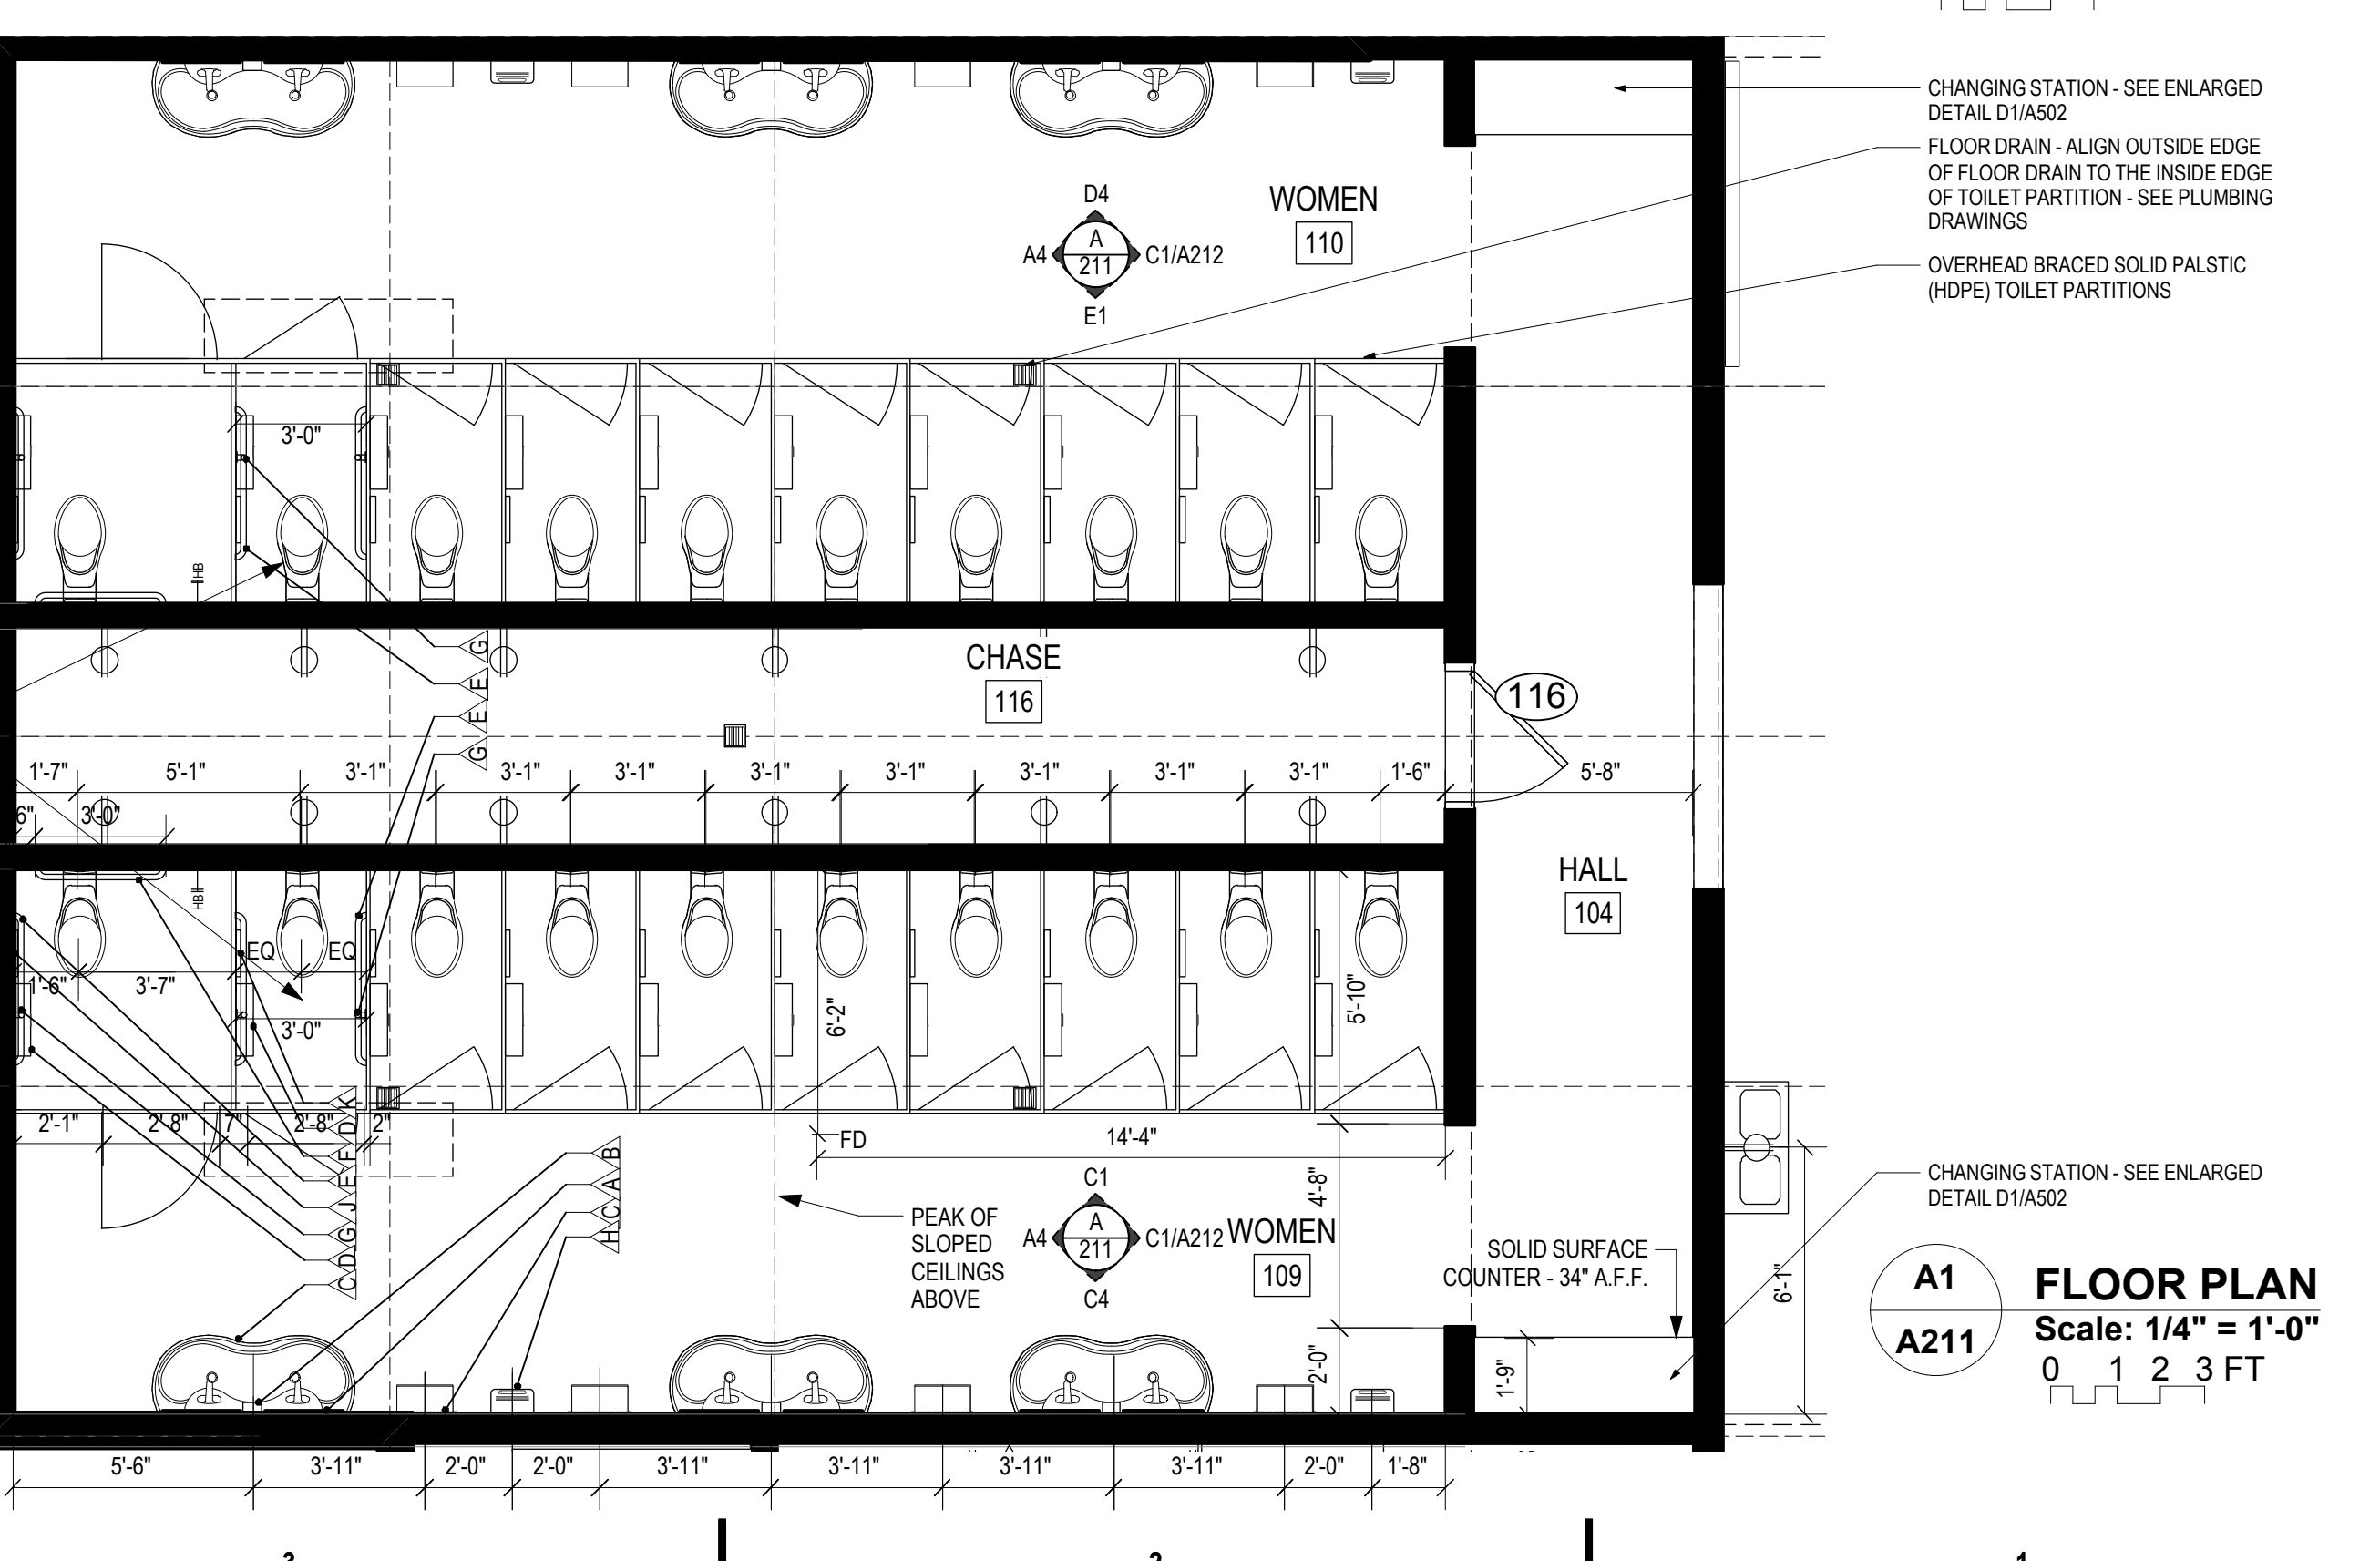 CHANGING STATION - SEE ENLARGED
DETAIL D1/A502
FLOOR DRAIN - ALIGN OUTSIDE EDGE
OF FLOOR DRAIN TO THE INSIDE EDGE
OF TOILET PARTITION - SEE PLUMBING
DRAWINGS
OVERHEAD BRACED SOLID PALSTIC
(HDPE) TOILET PARTITIONS
D4
A
211
A4
C1/A212
E1
WOMEN
110
3'-0"
HB
G
E
E
G
CHASE
116
116
1'-7"
5'-1"
3'-1"
3'-1"
3'-1"
3'-1"
3'-1"
3'-1"
3'-1"
3'-1"
1'-6"
5'-8"
6"
3'-0"
HB
HALL
104
EQ
EQ
1'-6"
3'-7"
3'-0"
6'-2"
5'-10"
2'-1"
2'-8"
7"
2'-8"
2"
K
D
F
E
J
G
D
C
B
A
C
H
FD
14'-4"
4'-8"
PEAK OF
SLOPED
CEILINGS
ABOVE
C1
A
211
A4
C1/A212
C4
WOMEN
109
SOLID SURFACE
COUNTER - 34" A.F.F.
2'-0"
1'-9"
6'-1"
CHANGING STATION - SEE ENLARGED
DETAIL D1/A502
A1
A211
FLOOR PLAN
Scale: 1/4" = 1'-0"
0 1 2 3 FT
5'-6"
3'-11"
2'-0"
2'-0"
3'-11"
3'-11"
3'-11"
3'-11"
2'-0"
1'-8"